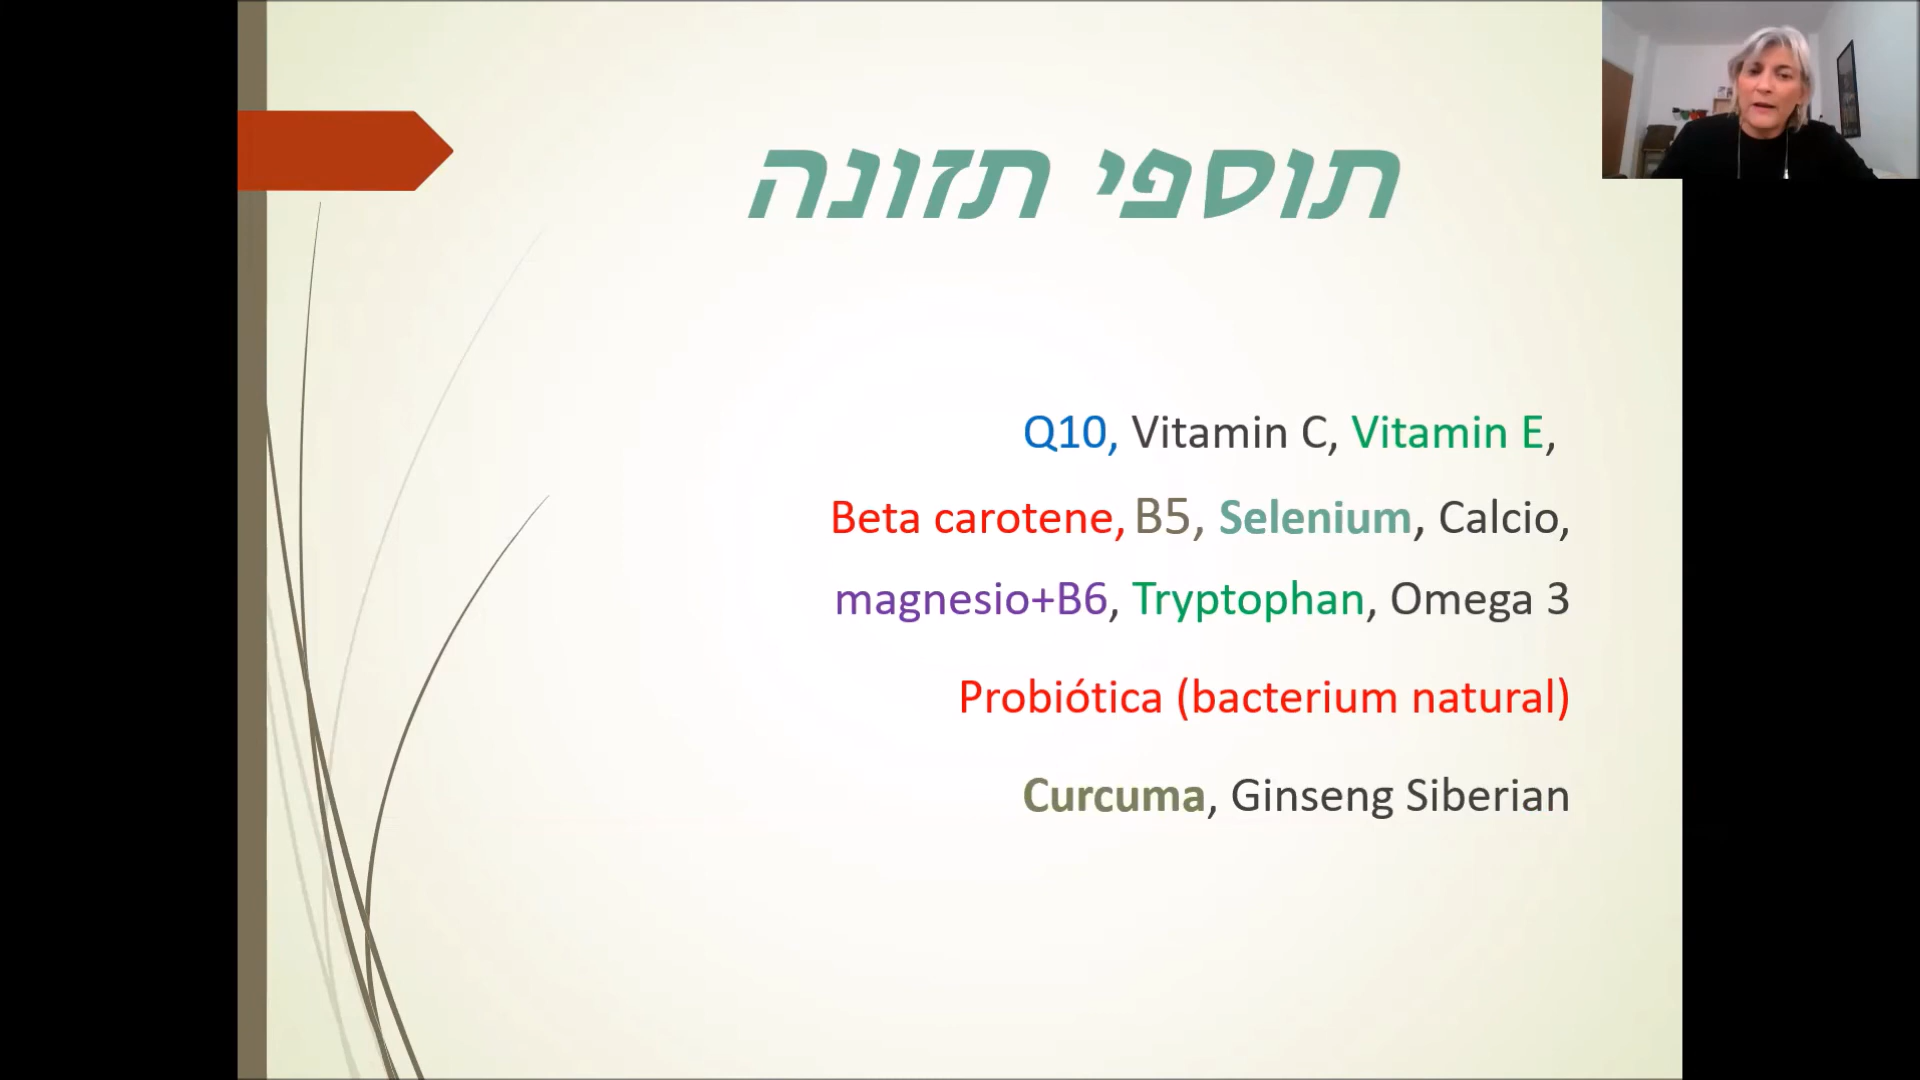 תוספי תזונה
Q10, Vitamin C, Vitamin E,
Beta carotene, B5, Selenium, Calcio,
magnesio+B6, Tryptophan, Omega 3
Probiótica (bacterium natural)
Curcuma, Ginseng Siberian